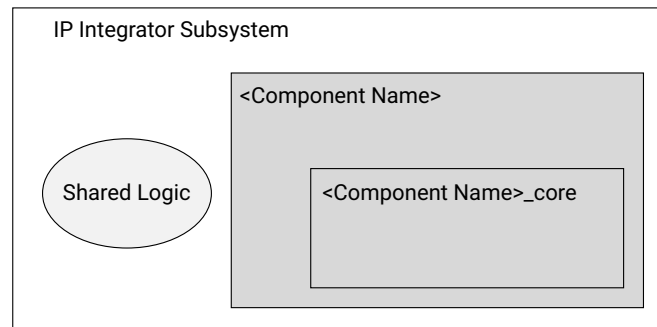 IP Integrator Subsystem
<Component Name>
Shared Logic
<Component Name>_core